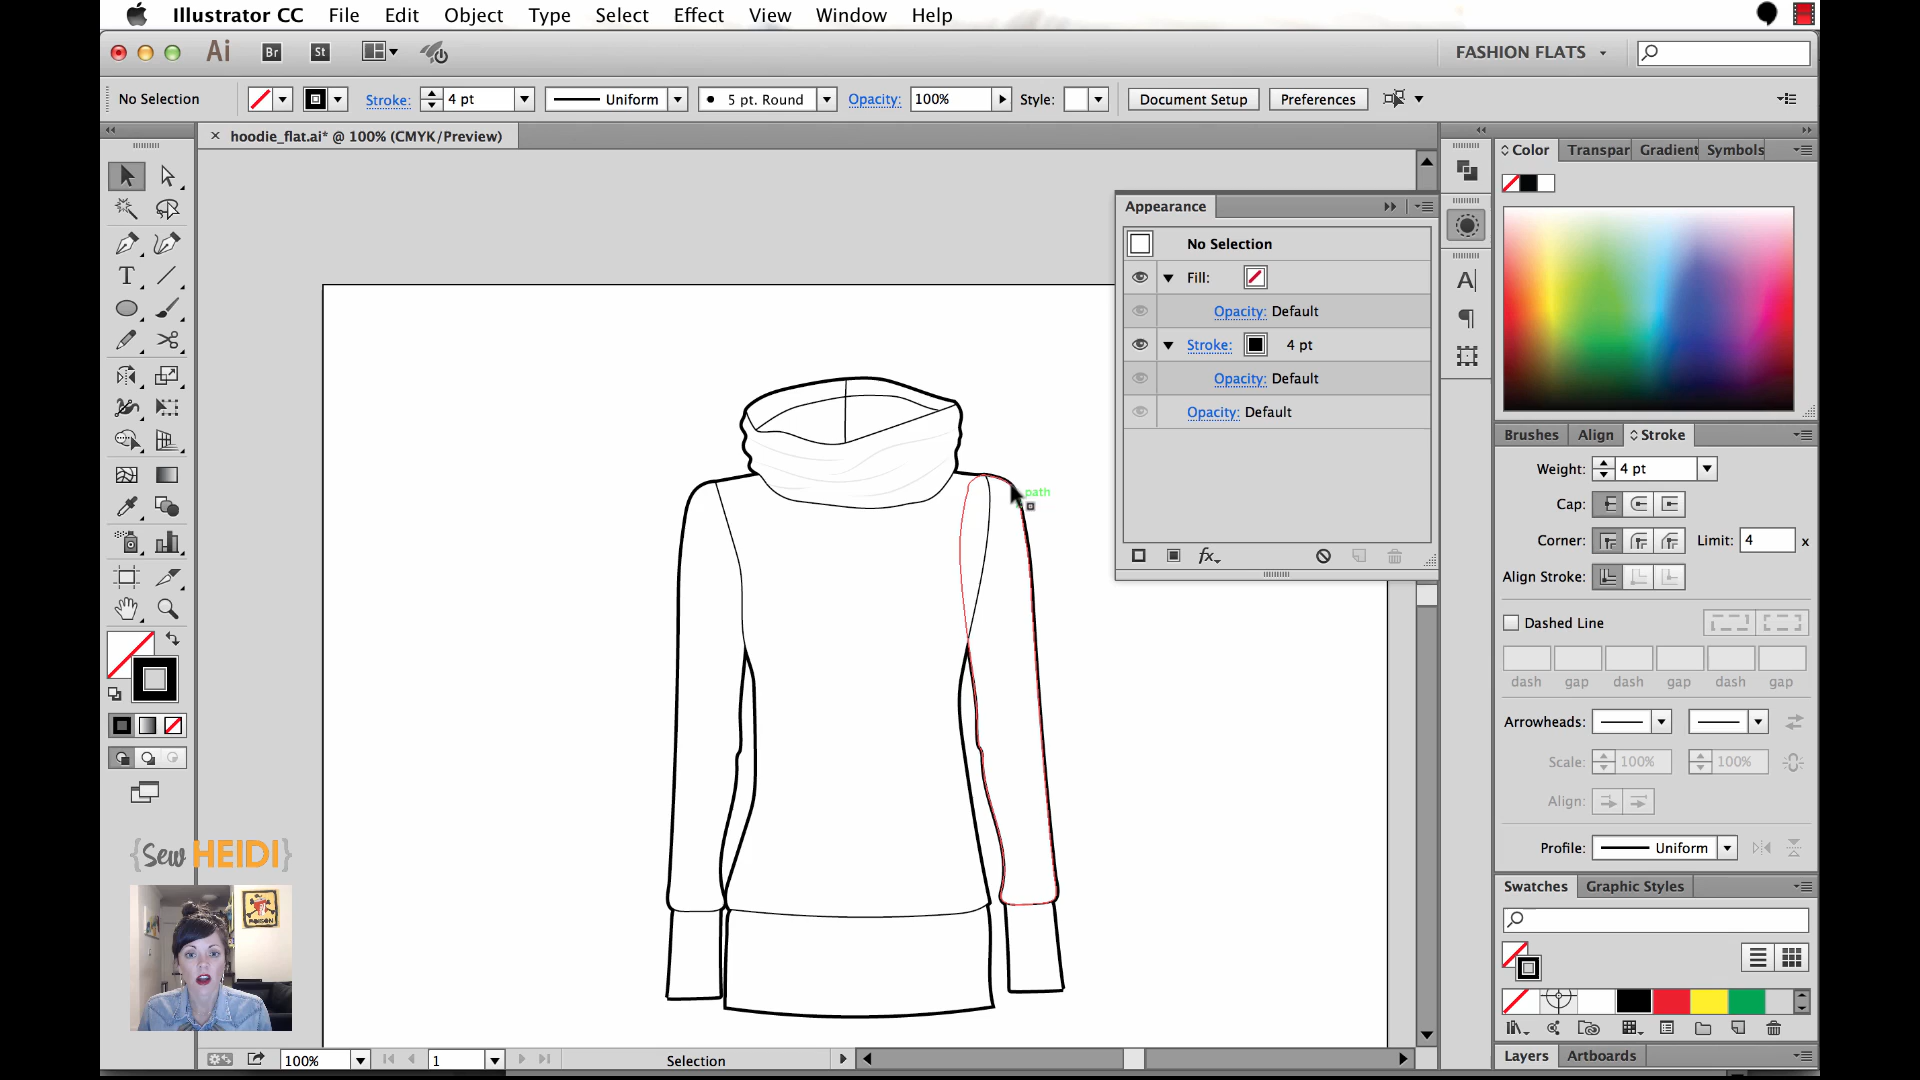 Illustrator CC File Edit Object Type Select Effect View Window Help
Ai Br St FASHION FLATS
No Selection Stroke: 4 pt Uniform 5 pt. Round Opacity: 100% Style: Document Setup Preferences
hoodie_flat.ai* @ 100% (CMYK/Preview)
Color Transpar Gradient Symbols
Appearance
No Selection
Fill:
Opacity: Default
Stroke: 4 pt
Opacity: Default
Opacity: Default
fx
path
Brushes Align Stroke
Weight: 4 pt
Cap:
Corner: Limit: 4 x
Align Stroke:
Dashed Line
dash gap dash gap dash gap
Arrowheads:
Scale: 100% 100%
Align:
Profile: Uniform
Swatches Graphic Styles
{Sew HEIDI}
Layers Artboards
100% 1 Selection